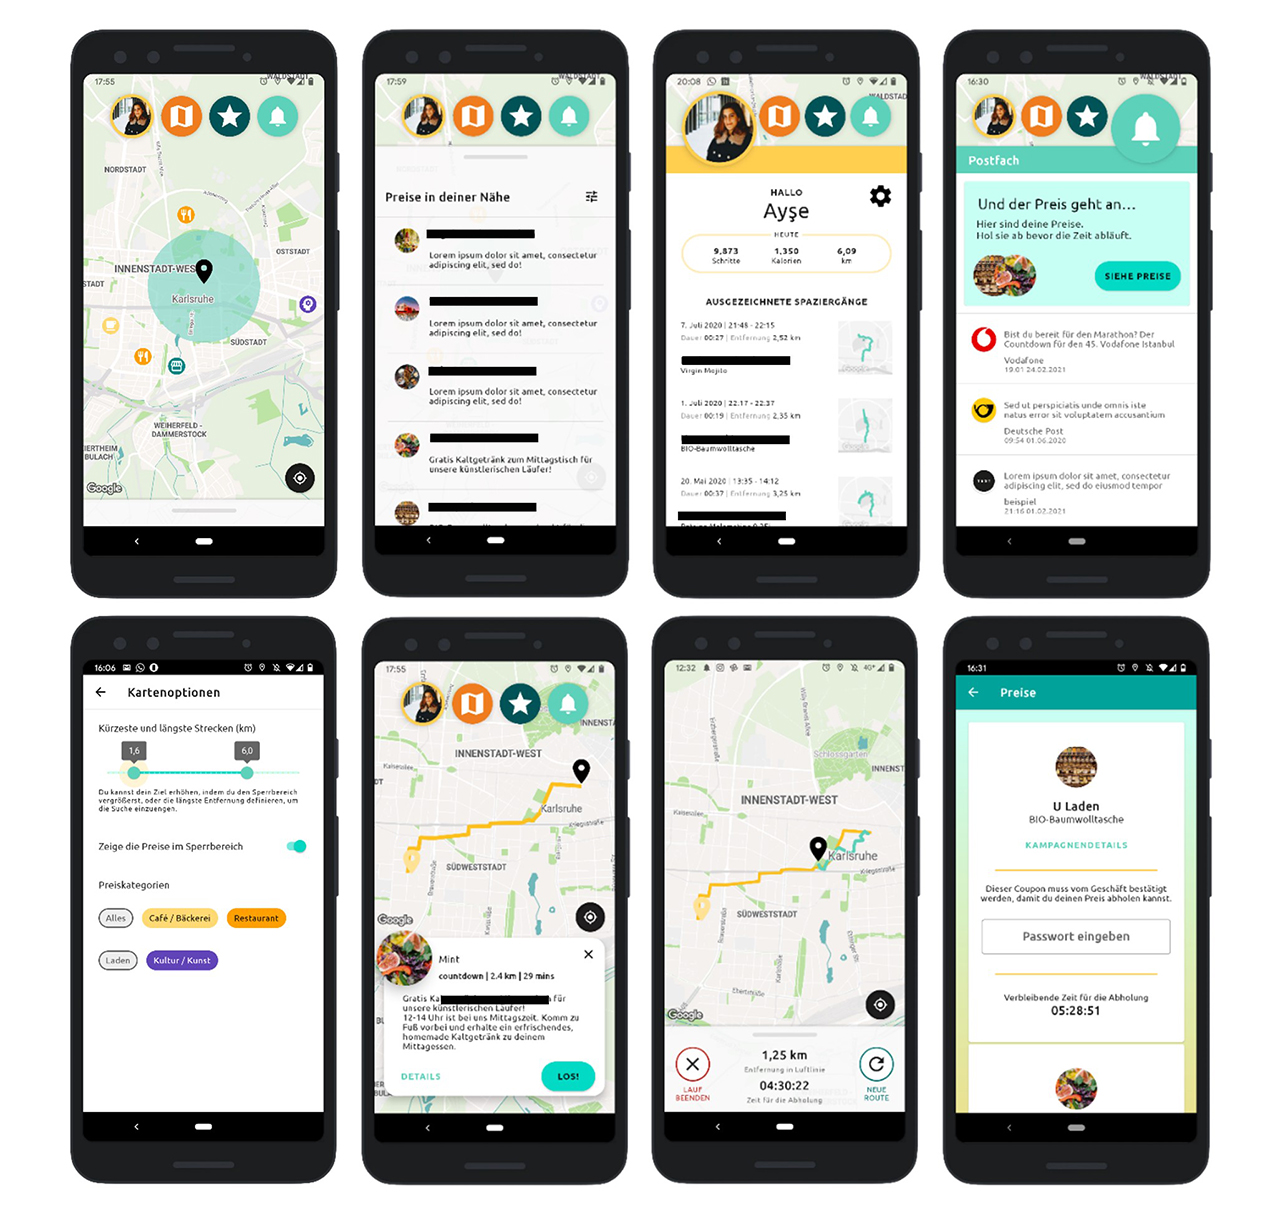 17:55
WALDSTADT
NORDSTADT
INNENSTADT-WEST
OSTSTADT
STADT
Karlsruhe
SÜDSTADT
WEIHERFELD -
DAMMERSTOCK
IERTHEIM
BULACH
Google
17:59
WALDSTADT
Preise in deiner Nähe
Lorem ipsum dolor sit amet, consectetur
adipiscing elit, sed do!
Lorem ipsum dolor sit amet, consectetur
adipiscing elit, sed do!
Lorem ipsum dolor sit amet, consectetur
adipiscing elit, sed do!
Gratis Kaltgetränk zum Mittagstisch für
unsere künstlerischen Läufer!
20:08
WALDSTAD
HALLO
Ayşe
HEUTE
9,873
Schritte
1,350
Kalorien
6,09
km
AUSGEZEICHNETE SPAZIERGÄNGE
7. Juli 2020 | 21:48 - 22:15
Dauer 00:27 | Entfernung 2,52 km
Virgin Mojito
1. Juli 2020 | 22:17 - 22:37
Dauer 00:19 | Entfernung 2,35 km
BIO-Baumwolltasche
20. Mai 2020 | 13:35 - 14:12
Dauer 00:37 | Entfernung 3,25 km
16:30
Postfach
Und der Preis geht an...
Hier sind deine Preise.
Hol sie ab bevor die Zeit abläuft.
SIEHE PREISE
Bist du bereit für den Marathon? Der
Countdown für den 45. Vodafone Istanbul
Vodafone
19:01 24.02.2021
Sed ut perspiciatis unde omnis iste
natus error sit voluptatem accusantium
Deutsche Post
09:54 01.06.2020
Lorem ipsum dolor sit amet, consectetur
adipiscing elit, sed do eiusmod tempor
beispiel
21:16 01.02.2021
16:06
Kartenoptionen
Kürzeste und längste Strecken (km)
1,6
6,0
Du kannst dein Ziel erhöhen, indem du den Sperrbereich
vergrößerst, oder die längste Entfernung definieren, um
die Suche einzuengen.
Zeige die Preise im Sperrbereich
Preiskategorien
Alles
Café / Bäckerei
Restaurant
Laden
Kultur / Kunst
17:55
INNENST
INNENSTADT-WEST
Karlsruhe
Kriegsstraße
SÜDWESTSTADT
Google
Mint
countdown | 2.4 km | 29 mins
Gratis Ka
für
unsere künstlerischen Läufer!
12-14 Uhr ist bei uns Mittagszeit. Komm zu
Fuß vorbei und erhalte ein erfrischendes,
homemade Kaltgetränk zu deinem
Mittagessen.
DETAILS
LOS!
12:32
4G+
Schlossgarten
INNENST
INNENSTADT-WEST
Karlsruhe
Kriegsstraße
SÜDWESTSTADT
Google
1,25 km
Entfernung in Luftlinie
04:30:22
Zeit für die Abholung
LAUF
BEENDEN
NEUE
ROUTE
16:31
Preise
U Laden
BIO-Baumwolltasche
KAMPAGNENDETAILS
Dieser Coupon muss vom Geschäft bestätigt
werden, damit du deinen Preis abholen kannst.
Passwort eingeben
Verbleibende Zeit für die Abholung
05:28:51